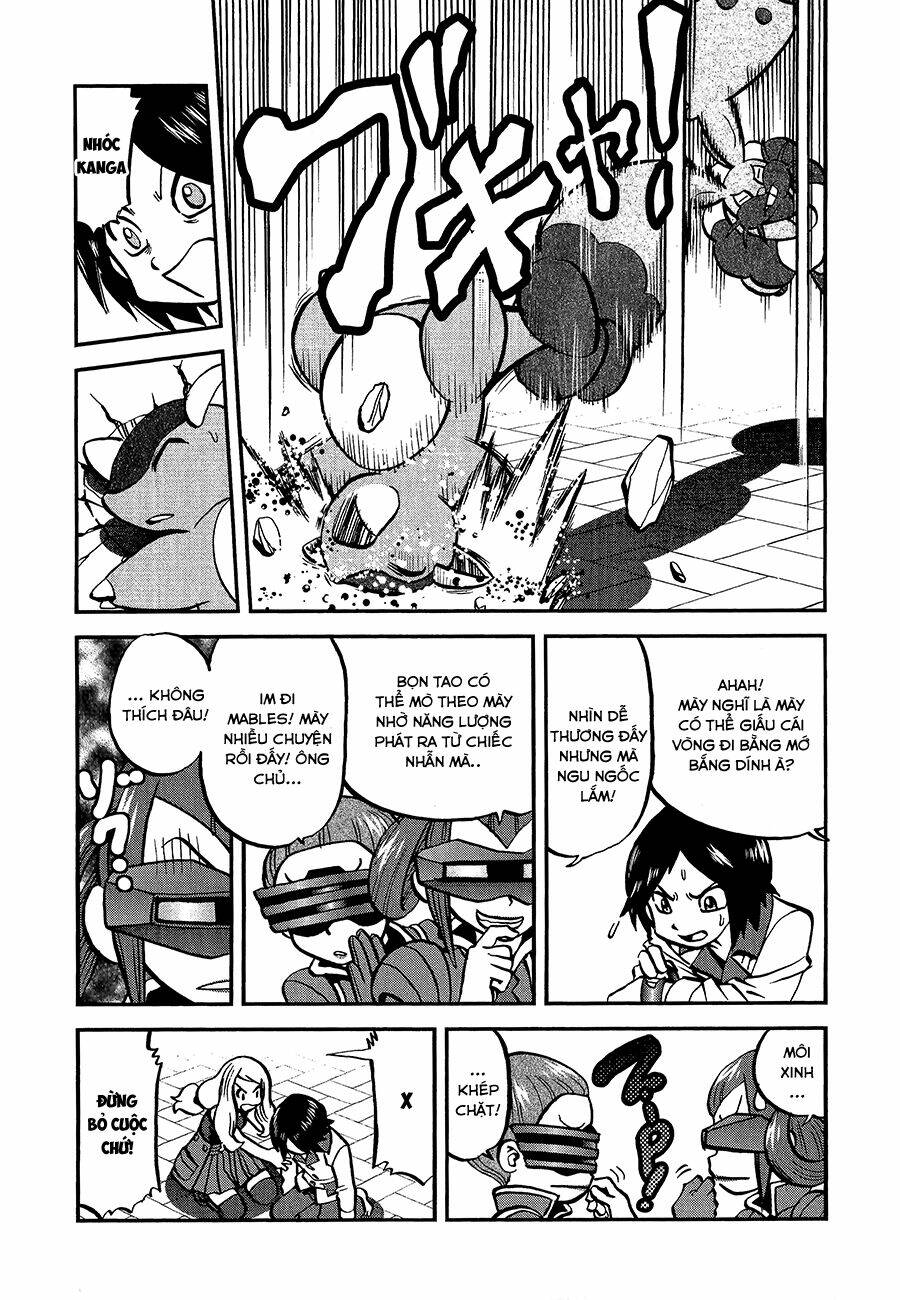 ブギャ!
NHÓC
KANGA
AHAH!
MÀY NGHĨ LÀ MÀY
CÓ THỂ GIẤU CÁI
VÒNG ĐI BẰNG MỚ
BĂNG DÍNH À?
NHÌN DỄ
THƯƠNG ĐẤY
NHƯNG MÀ
NGU NGỐC
LẮM!
BỌN TAO CÓ
THỂ MÒ THEO MÀY
NHỜ NĂNG LƯỢNG
PHÁT RA TỪ CHIẾC
NHẪN MÀ..
IM ĐI
MABLES! MÀY
NHIỀU CHUYỆN
RỒI ĐẤY! ÔNG
CHỦ...
... KHÔNG
THÍCH ĐÂU!
MÔI
XINH
...
...
KHÉP
CHẶT!
X
ĐỪNG
BỎ CUỘC
CHỨ!